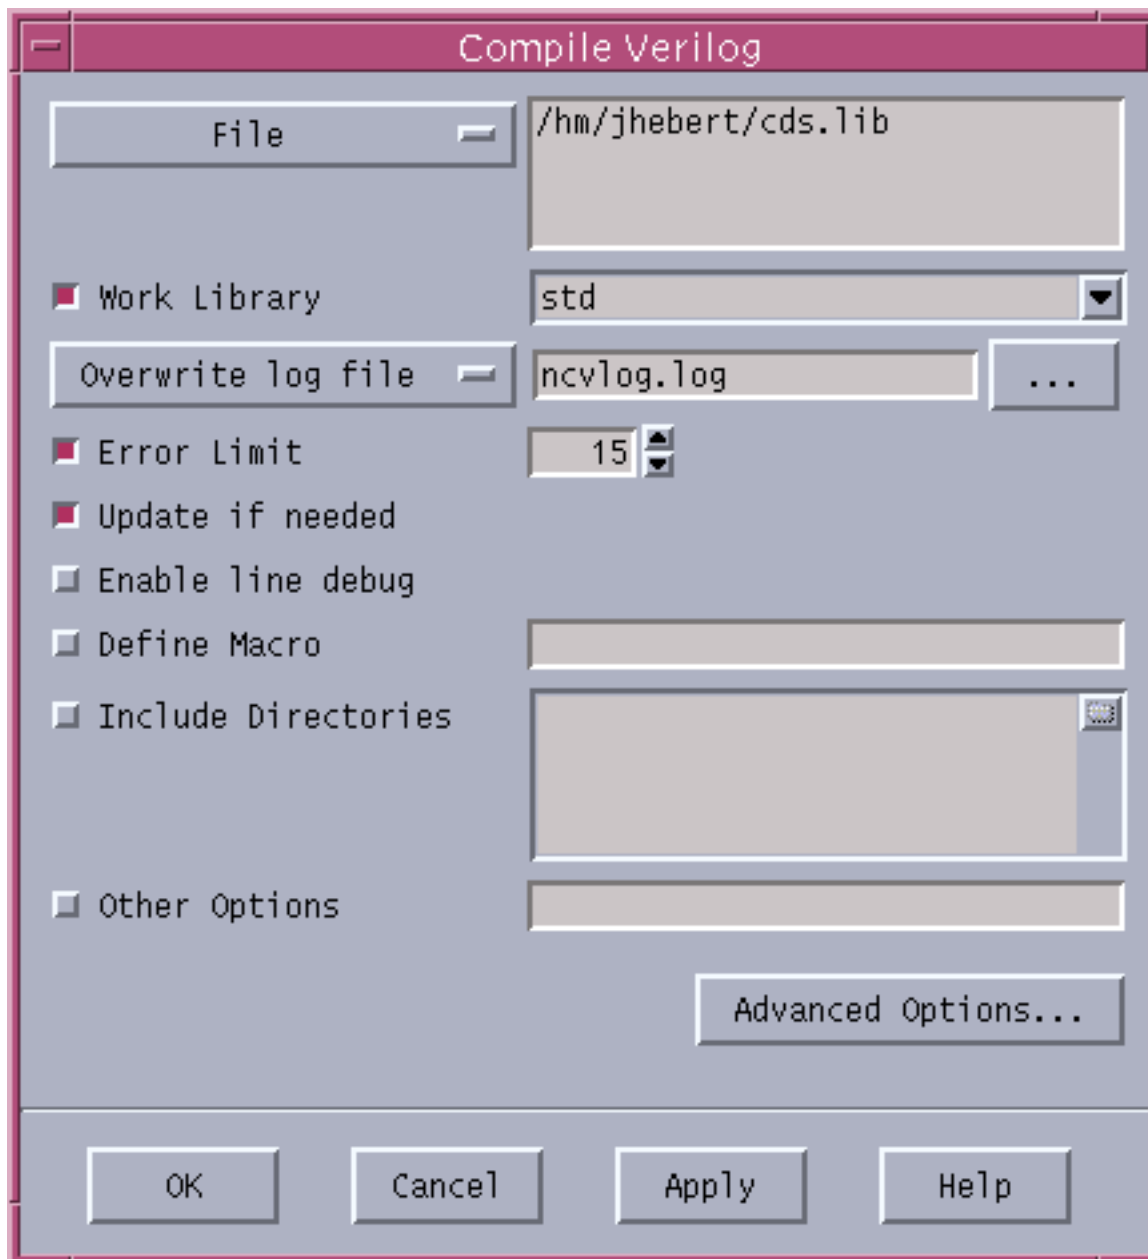 Compile Verilog
File
/hm/jhebert/cds.lib
Work Library
std
Overwrite log file
ncvlog.log
...
Error Limit
15
Update if needed
Enable line debug
Define Macro
Include Directories
Other Options
Advanced Options...
OK
Cancel
Apply
Help